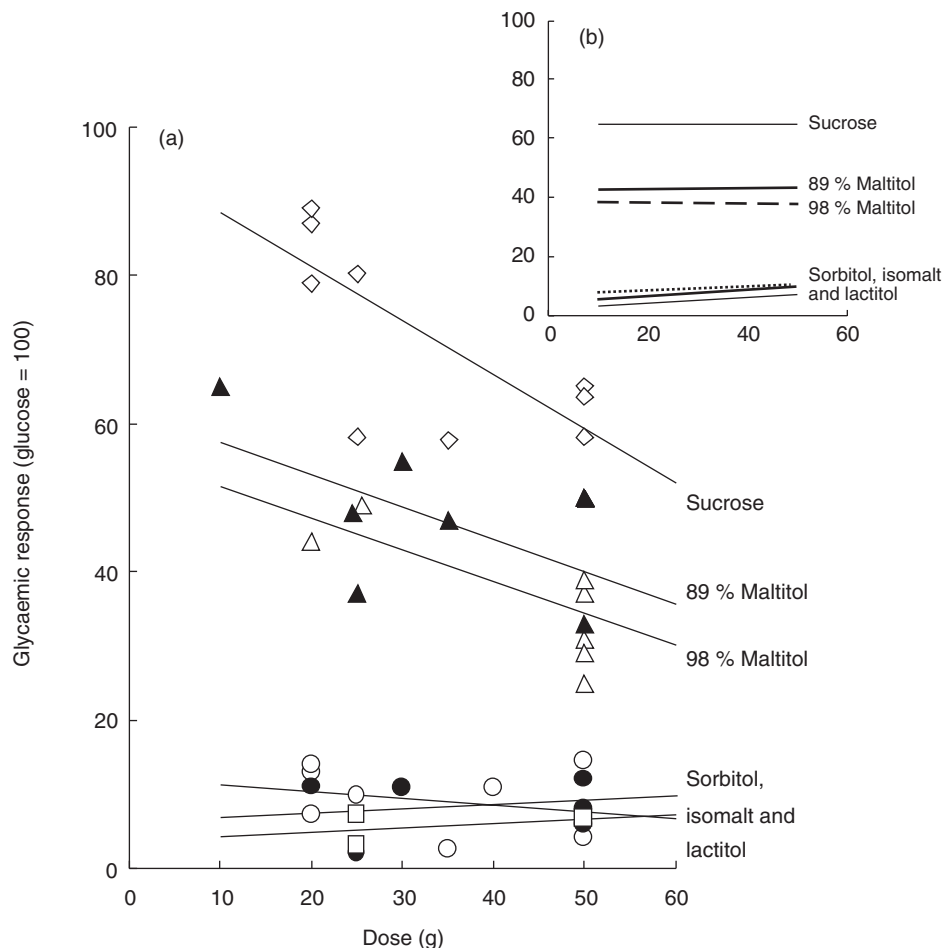 100
(b)
80
60
40
20
0
0
20
40
60
Sucrose
89 % Maltitol
98 % Maltitol
Sorbitol, isomalt
and lactitol
100
(a)
80
60
40
20
0
0
10
20
30
40
50
60
Glycaemic response (glucose = 100)
Dose (g)
Sucrose
89 % Maltitol
98 % Maltitol
Sorbitol,
isomalt and
lactitol